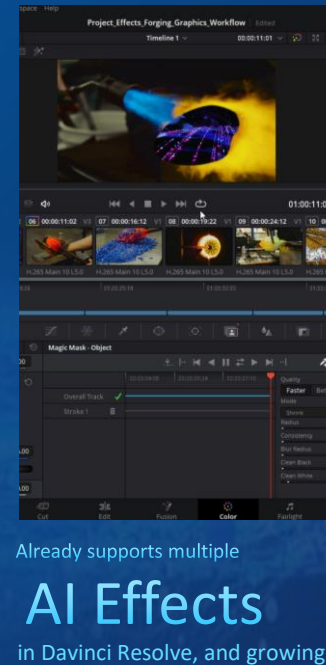 space Help
Project_Effects_Forging_Graphics_Workflow Edited
Timeline 1 00:00:11:01
01:00:11:0
06 00:00:11:02 V3 07 00:00:16:12 V1 08 00:00:19:22 V1 09 00:00:24:12 V1 10 00
H.265 Main 10 L5.0 H.265 Main 10 L5.0 H.265 Main 10 L5.0 H.265 Main 10 L5.0 H.265
Magic Mask - Object
Quality
Faster
Overall Track
Mode
Stroke 1
Shrink
Radius
Consistency
Blur Radius
Clean Black
Clean White
Cut Edit Fusion Color Fairlight
Already supports multiple
AI Effects
in Davinci Resolve, and growing